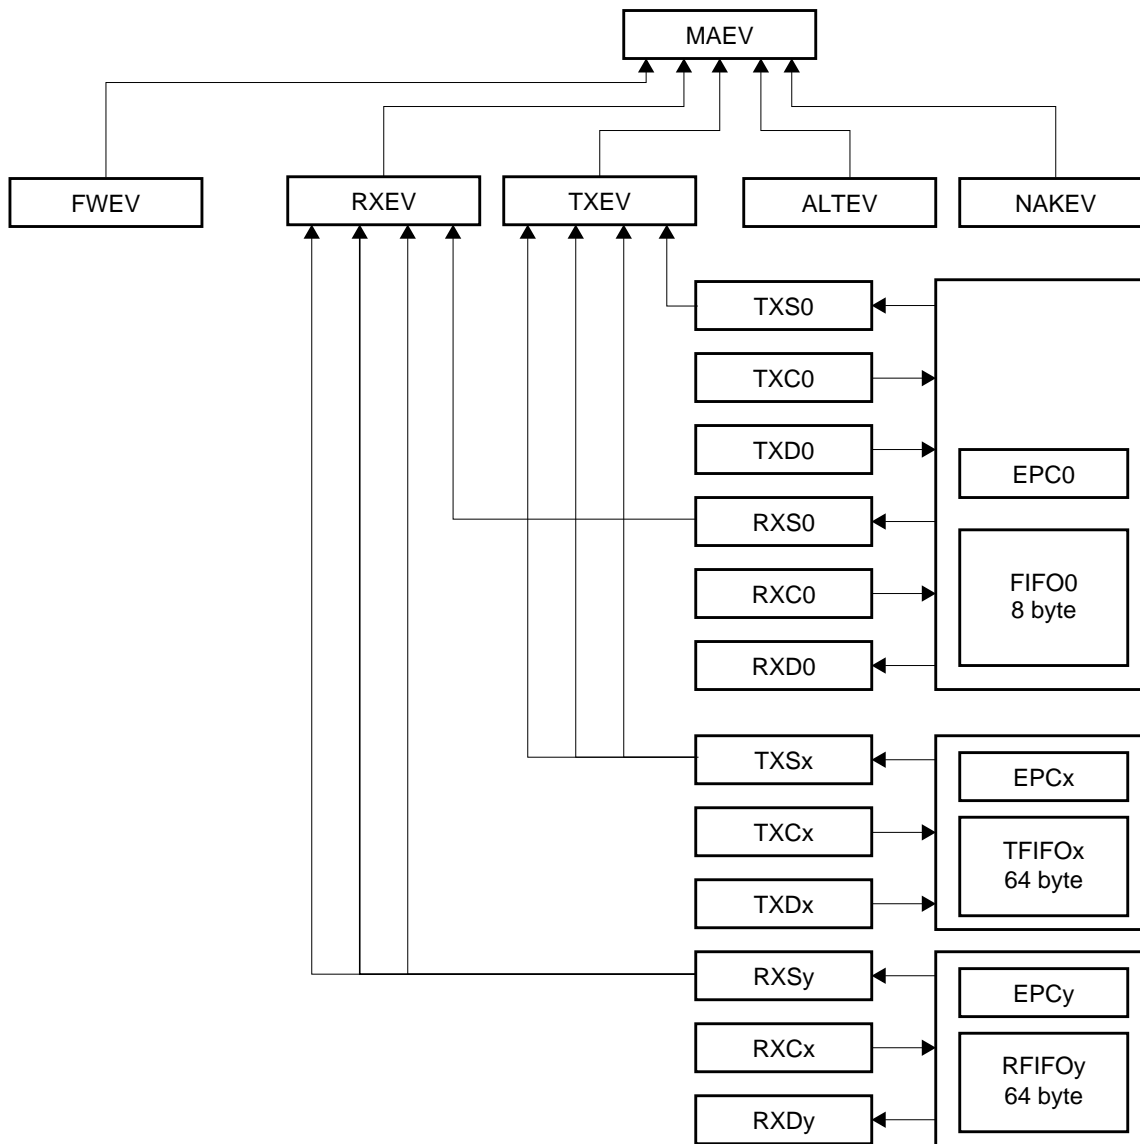 MAEV
FWEV
RXEV
TXEV
ALTEV
NAKEV
TXS0
TXC0
TXD0
EPC0
RXS0
FIFO0
8 byte
RXC0
RXD0
TXSx
EPCx
TXCx
TFIFOx
64 byte
TXDx
RXSy
EPCy
RXCx
RFIFOy
64 byte
RXDy